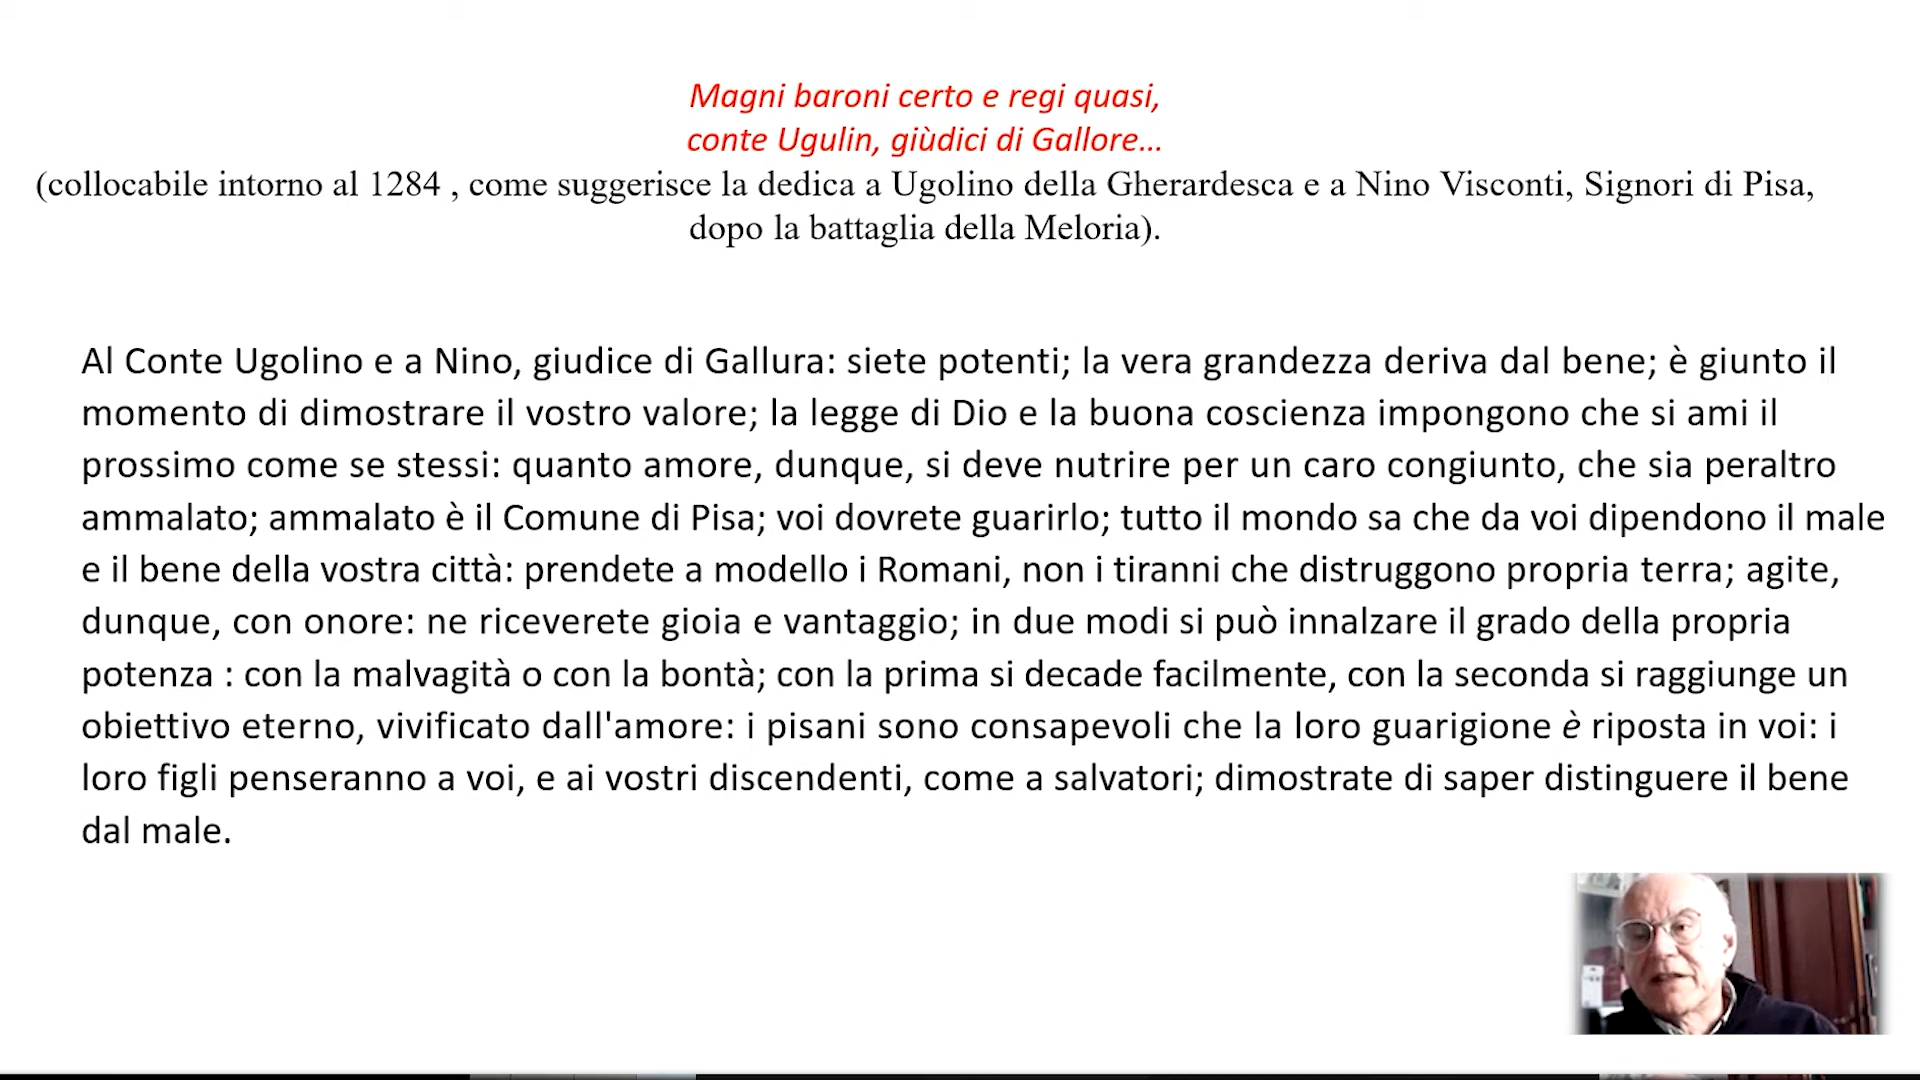 Magni baroni certo e regi quasi,
conte Ugulin, giùdici di Gallore...
(collocabile intorno al 1284 , come suggerisce la dedica a Ugolino della Gherardesca e a Nino Visconti, Signori di Pisa,
dopo la battaglia della Meloria).
Al Conte Ugolino e a Nino, giudice di Gallura: siete potenti; la vera grandezza deriva dal bene; è giunto il
momento di dimostrare il vostro valore; la legge di Dio e la buona coscienza impongono che si ami il
prossimo come se stessi: quanto amore, dunque, si deve nutrire per un caro congiunto, che sia peraltro
ammalato; ammalato è il Comune di Pisa; voi dovrete guarirlo; tutto il mondo sa che da voi dipendono il male
e il bene della vostra città: prendete a modello i Romani, non i tiranni che distruggono propria terra; agite,
dunque, con onore: ne riceverete gioia e vantaggio; in due modi si può innalzare il grado della propria
potenza : con la malvagità o con la bontà; con la prima si decade facilmente, con la seconda si raggiunge un
obiettivo eterno, vivificato dall'amore: i pisani sono consapevoli che la loro guarigione è riposta in voi: i
loro figli penseranno a voi, e ai vostri discendenti, come a salvatori; dimostrate di saper distinguere il bene
dal male.